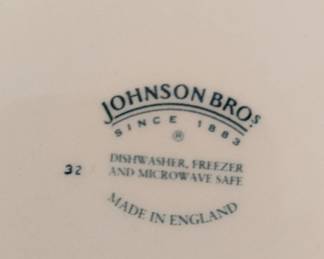 JOHNSON BROS
SINCE 1883
®
32
DISHWASHER, FREEZER
AND MICROWAVE SAFE
MADE IN ENGLAND